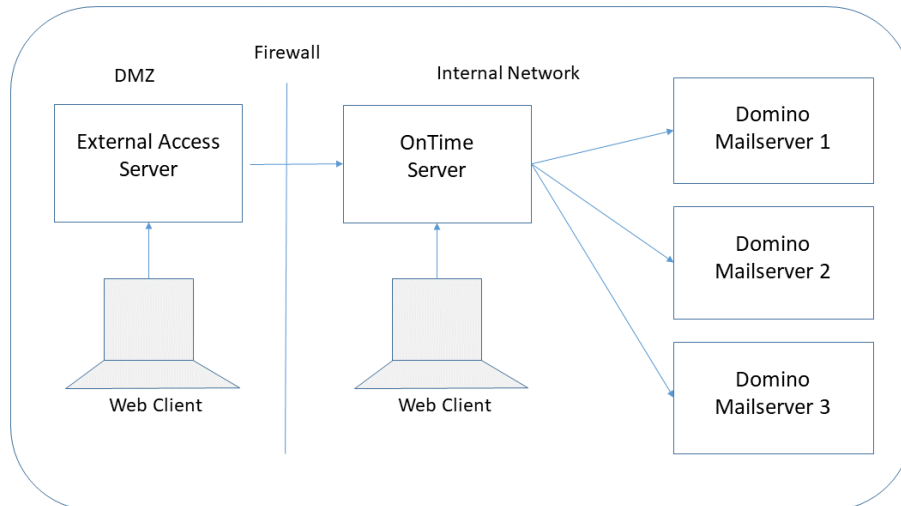 Firewall
DMZ
Internal Network
External Access
Server
OnTime
Server
Domino
Mailserver 1
Domino
Mailserver 2
Domino
Mailserver 3
Web Client
Web Client